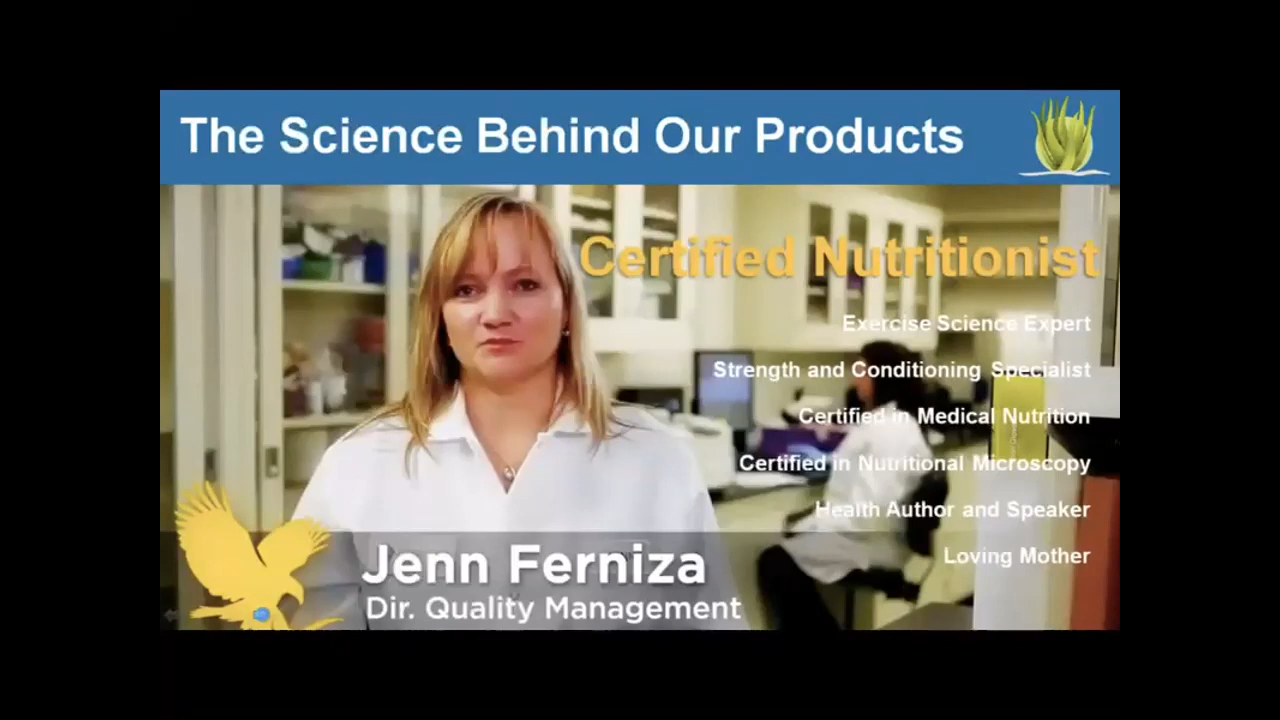 The Science Behind Our Products
Certified Nutritionist
Exercise Science Expert
Strength and Conditioning Specialist
Certified in Medical Nutrition
Certified in Nutritional Microscopy
Health Author and Speaker
Loving Mother
Jenn Ferniza
Dir. Quality Management